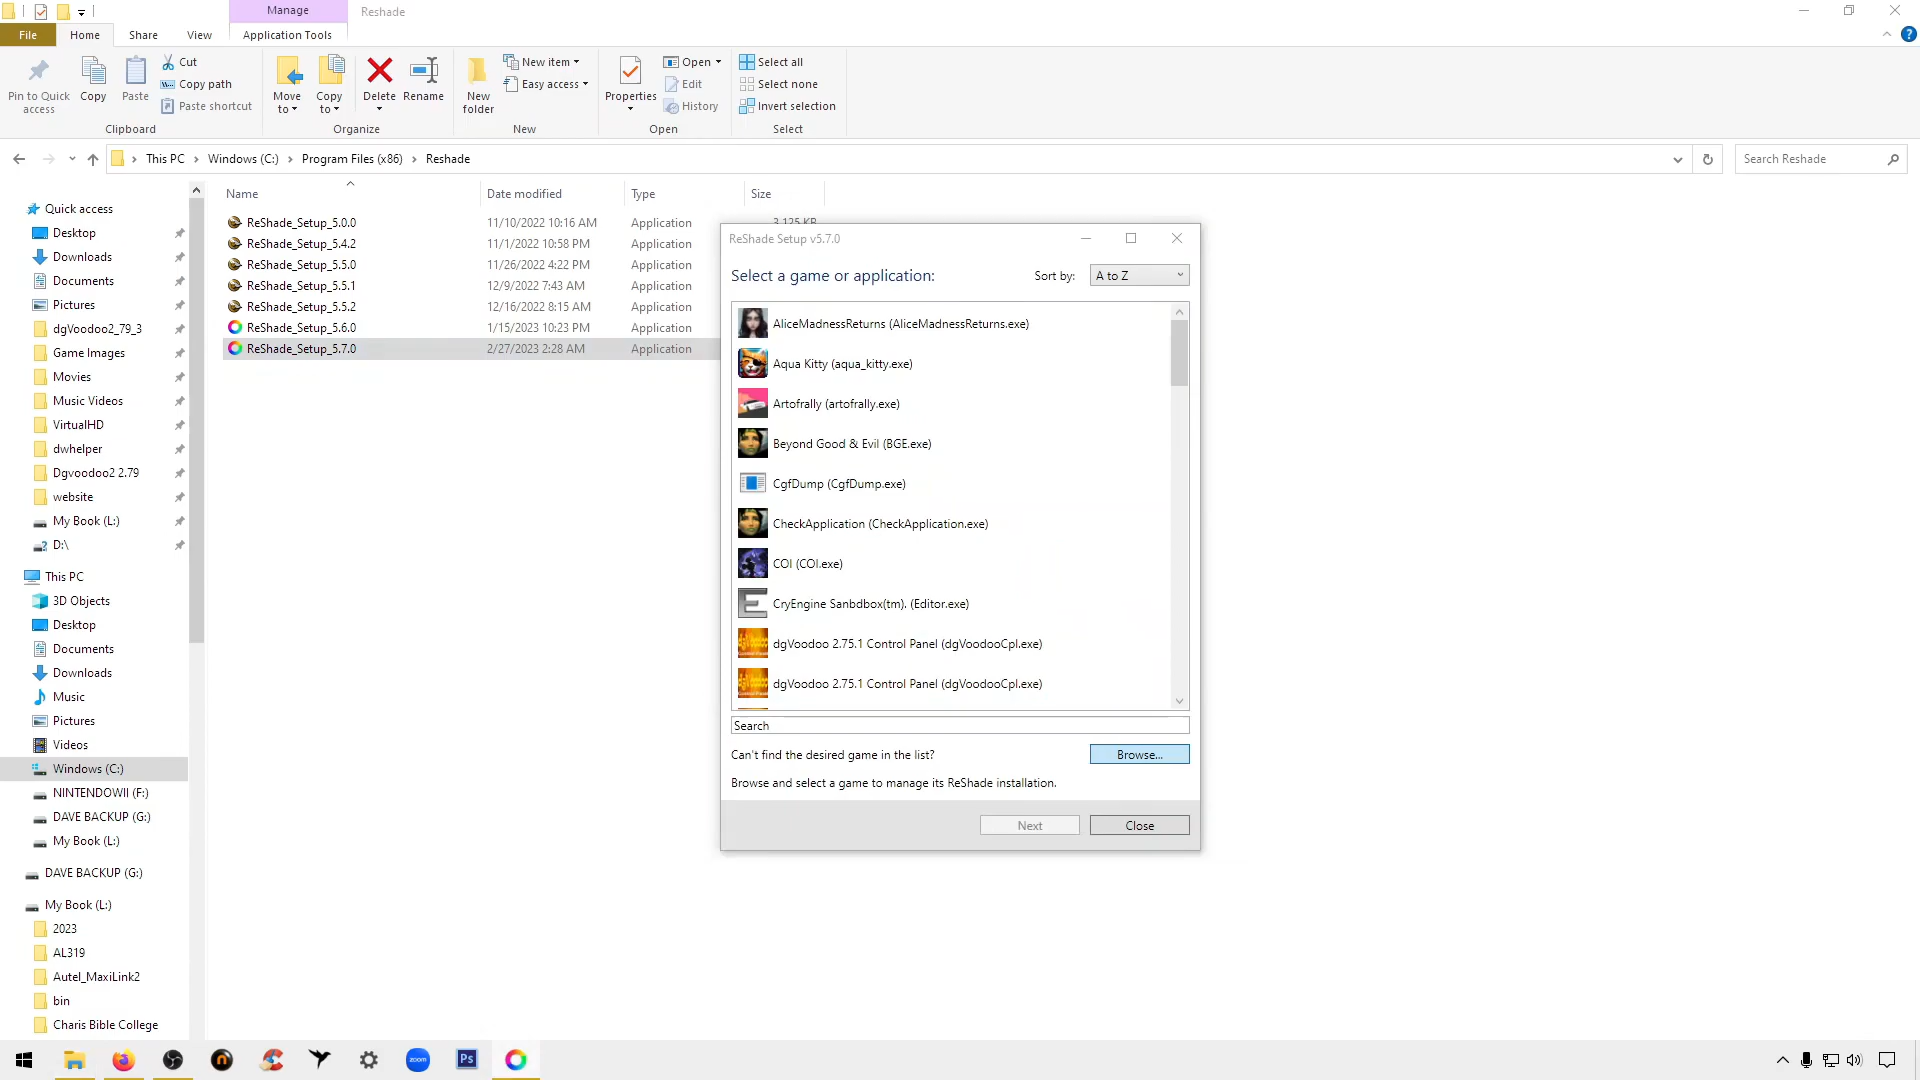 Manage
Reshade
File
Home
Share
View
Application Tools
Pin to Quick access
Copy
Paste
Cut
Copy path
Paste shortcut
Clipboard
Move to
Copy to
Delete
Rename
Organize
New folder
New item
Easy access
New
Properties
Open
Edit
History
Open
Select all
Select none
Invert selection
Select
This PC
Windows (C:)
Program Files (x86)
Reshade
Search Reshade
Name
Date modified
Type
Size
ReShade_Setup_5.0.0 11/10/2022 10:16 AM Application 3,125 KB
ReShade_Setup_5.4.2 11/1/2022 10:58 PM Application
ReShade_Setup_5.5.0 11/26/2022 4:22 PM Application
ReShade_Setup_5.5.1 12/9/2022 7:43 AM Application
ReShade_Setup_5.5.2 12/16/2022 8:15 AM Application
ReShade_Setup_5.6.0 1/15/2023 10:23 PM Application
ReShade_Setup_5.7.0 2/27/2023 2:28 AM Application
Quick access
Desktop
Downloads
Documents
Pictures
dgVoodoo2_79_3
Game Images
Movies
Music Videos
VirtualHD
dwhelper
Dgvoodoo2 2.79
website
My Book (L:)
D:\
This PC
3D Objects
Desktop
Documents
Downloads
Music
Pictures
Videos
Windows (C:)
NINTENDOWII (F:)
DAVE BACKUP (G:)
My Book (L:)
DAVE BACKUP (G:)
My Book (L:)
2023
AL319
Autel_MaxiLink2
bin
Charis Bible College
ReShade Setup v5.7.0
Select a game or application:
Sort by:
A to Z
AliceMadnessReturns (AliceMadnessReturns.exe)
Aqua Kitty (aqua_kitty.exe)
Artofrally (artofrally.exe)
Beyond Good & Evil (BGE.exe)
CgfDump (CgfDump.exe)
CheckApplication (CheckApplication.exe)
COI (COI.exe)
CryEngine Sanbdbox(tm). (Editor.exe)
dgVoodoo 2.75.1 Control Panel (dgVoodooCpl.exe)
dgVoodoo 2.75.1 Control Panel (dgVoodooCpl.exe)
Search
Can't find the desired game in the list?
Browse...
Browse and select a game to manage its ReShade installation.
Next
Close
zoom
Ps